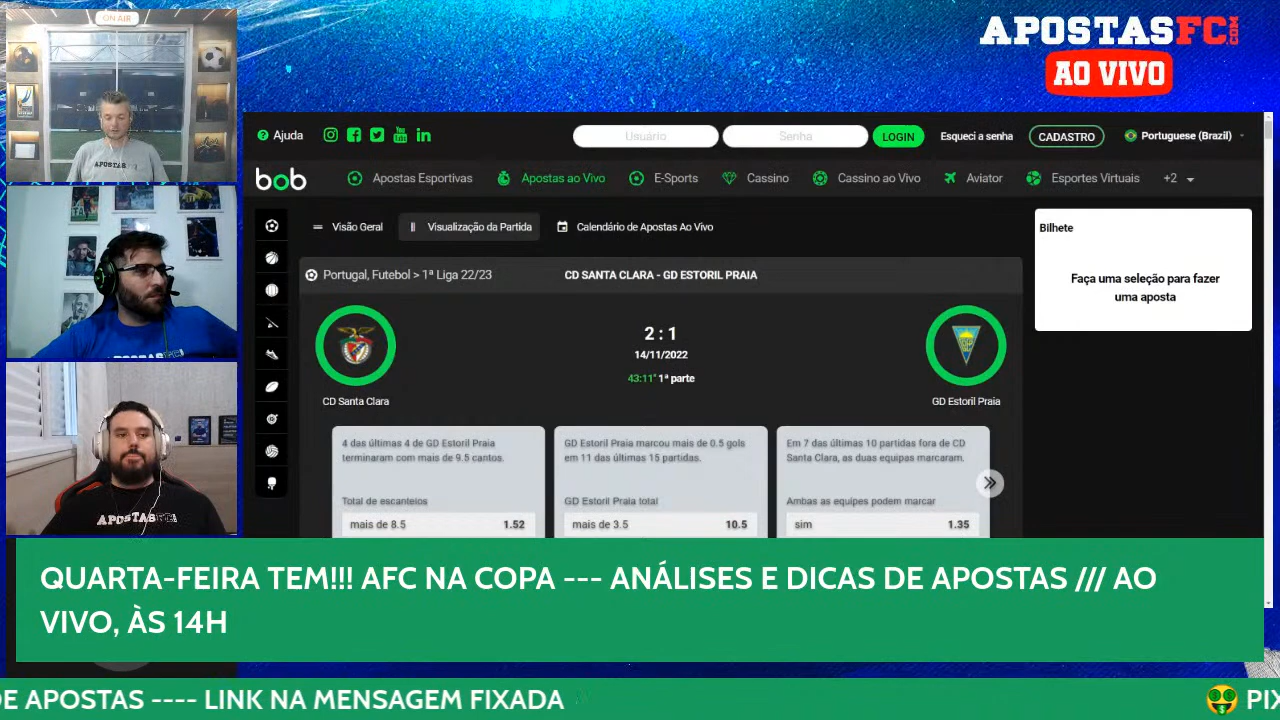 ON AIR
APOSTASFC.COM
AO VIVO
Ajuda
Usuário
Senha
LOGIN
Esqueci a senha
CADASTRO
Portuguese (Brazil)
bob
Apostas Esportivas
Apostas ao Vivo
E-Sports
Cassino
Cassino ao Vivo
Aviator
Esportes Virtuais
+2
Visão Geral
Visualização da Partida
Calendário de Apostas Ao Vivo
Bilhete
Faça uma seleção para fazer
uma aposta
Portugal, Futebol > 1ª Liga 22/23
CD SANTA CLARA - GD ESTORIL PRAIA
2 : 1
14/11/2022
43:11" 1ª parte
CD Santa Clara
GD Estoril Praia
4 das últimas 4 de GD Estoril Praia
terminaram com mais de 9.5 cantos.
Total de escanteios
mais de 8.5 1.52
GD Estoril Praia marcou mais de 0.5 gols
em 11 das últimas 15 partidas.
GD Estoril Praia total
mais de 3.5 10.5
Em 7 das últimas 10 partidas fora de CD
Santa Clara, as duas equipas marcaram.
Ambas as equipes podem marcar
sim 1.35
APOSTAS
APOSTASFC!
APOSTASFC!
QUARTA-FEIRA TEM!!! AFC NA COPA --- ANÁLISES E DICAS DE APOSTAS /// AO
VIVO, ÀS 14H
DE APOSTAS ---- LINK NA MENSAGEM FIXADA
PIX